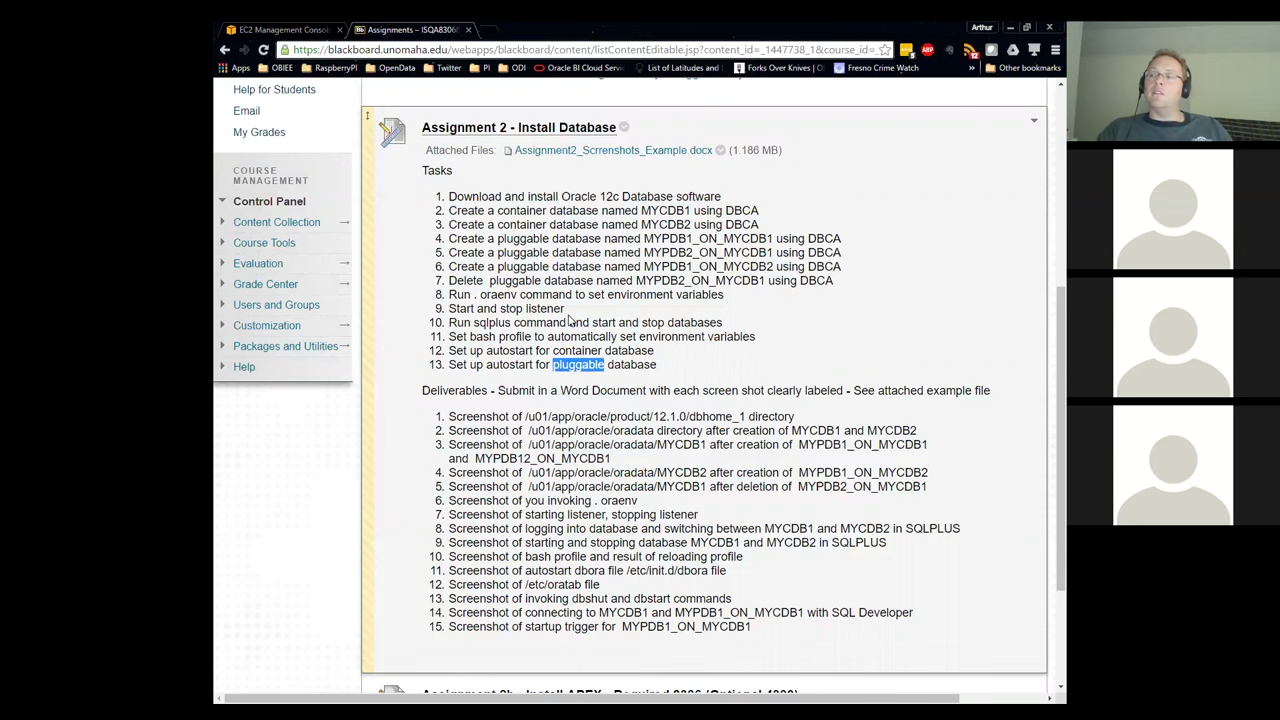 EC2 Management Consol
Assignments – ISQA8306
Arthur
https://blackboard.unomaha.edu/webapps/blackboard/content/listContentEditable.jsp?content_id=_1447738_1&course_id=_
Apps OBIEE RaspberryPI OpenData Twitter PI ODI Oracle BI Cloud Servi List of Latitudes and Forks Over Knives | On Fresno Crime Watch » Other bookmarks
Help for Students
Email
My Grades
COURSE
MANAGEMENT
Control Panel
Content Collection
Course Tools
Evaluation
Grade Center
Users and Groups
Customization
Packages and Utilities
Help
Assignment 2 - Install Database
Attached Files: Assignment2_Scrrenshots_Example.docx (1.186 MB)
Tasks
1. Download and install Oracle 12c Database software
2. Create a container database named MYCDB1 using DBCA
3. Create a container database named MYCDB2 using DBCA
4. Create a pluggable database named MYPDB1_ON_MYCDB1 using DBCA
5. Create a pluggable database named MYPDB2_ON_MYCDB1 using DBCA
6. Create a pluggable database named MYPDB1_ON_MYCDB2 using DBCA
7. Delete pluggable database named MYPDB2_ON_MYCDB1 using DBCA
8. Run . oraenv command to set environment variables
9. Start and stop listener
10. Run sqlplus command and start and stop databases
11. Set bash profile to automatically set environment variables
12. Set up autostart for container database
13. Set up autostart for pluggable database
Deliverables - Submit in a Word Document with each screen shot clearly labeled - See attached example file
1. Screenshot of /u01/app/oracle/product/12.1.0/dbhome_1 directory
2. Screenshot of /u01/app/oracle/oradata directory after creation of MYCDB1 and MYCDB2
3. Screenshot of /u01/app/oracle/oradata/MYCDB1 after creation of MYPDB1_ON_MYCDB1
and MYPDB12_ON_MYCDB1
4. Screenshot of /u01/app/oracle/oradata/MYCDB2 after creation of MYPDB1_ON_MYCDB2
5. Screenshot of /u01/app/oracle/oradata/MYCDB1 after deletion of MYPDB2_ON_MYCDB1
6. Screenshot of you invoking . oraenv
7. Screenshot of starting listener, stopping listener
8. Screenshot of logging into database and switching between MYCDB1 and MYCDB2 in SQLPLUS
9. Screenshot of starting and stopping database MYCDB1 and MYCDB2 in SQLPLUS
10. Screenshot of bash profile and result of reloading profile
11. Screenshot of autostart dbora file /etc/init.d/dbora file
12. Screenshot of /etc/oratab file
13. Screenshot of invoking dbshut and dbstart commands
14. Screenshot of connecting to MYCDB1 and MYPDB1_ON_MYCDB1 with SQL Developer
15. Screenshot of startup trigger for MYPDB1_ON_MYCDB1